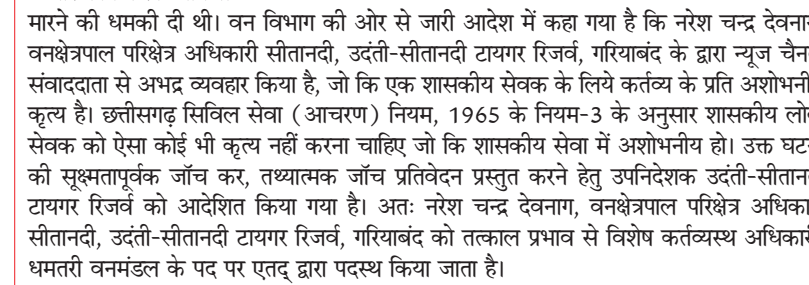 मारने की धमकी दी थी। वन विभाग की ओर से जारी आदेश में कहा गया है कि नरेश चन्द्र
वनक्षेत्रपाल परिक्षेत्र अधिकारी सीतानदी, उदंती-सीतानदी टायगर रिजर्व, गरियाबंद के द्वारा न्यूज
संवाददाता से अभद्र व्यवहार किया है, जो कि एक शासकीय सेवक के लिये कर्तव्य के प्रति
कृत्य है। छत्तीसगढ़ सिविल सेवा (आचरण) नियम, 1965 के नियम-3 के अनुसार शासकीय
सेवक को ऐसा कोई भी कृत्य नहीं करना चाहिए जो कि शासकीय सेवा में अशोभनीय हो। उक्त
की सूक्ष्मतापूर्वक जॉच कर, तथ्यात्मक जॉच प्रतिवेदन प्रस्तुत करने हेतु उपनिदेशक
टायगर रिजर्व को आदेशित किया गया है। अतः नरेश चन्द्र देवनाग, वनक्षेत्रपाल परिक्षेत्र
सीतानदी, उदंती-सीतानदी टायगर रिजर्व, गरियाबंद को तत्काल प्रभाव से विशेष कर्तव्यस्थ
धमतरी वनमंडल के पद पर एतद् द्वारा पदस्थ किया जाता है।